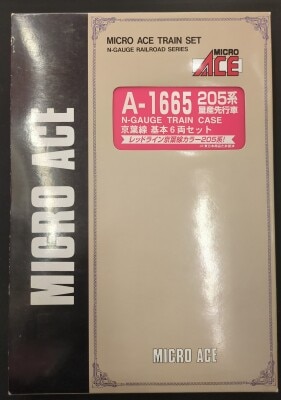 MICRO ACE TRAIN SET
N-GAUGE RAILROAD SERIES
MICRO
ACE
A-1665 205系
量産先行車
N-GAUGE TRAIN CASE
京葉線 基本6両セット
レッドライン京葉線カラー205系!
MICRO ACE
MICRO ACE